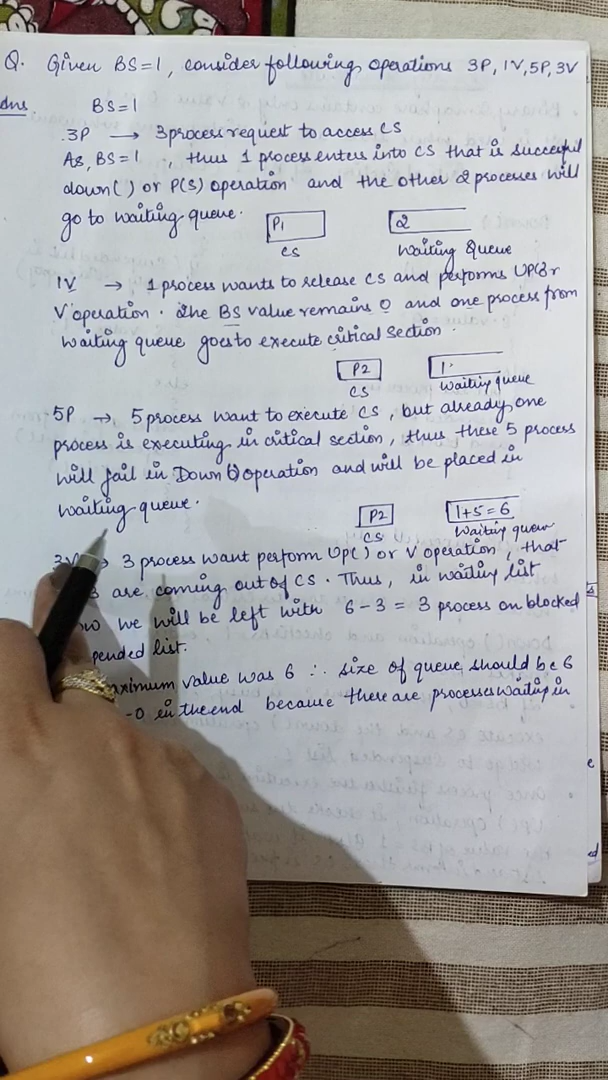 Q. Given BS=1, consider following operations 3P, 1V, 5P, 3V
Ans. BS=1
3P → 3 process request to access CS
As, BS=1, thus 1 process enters into CS that is successful
down() or P(S) operation and the other 2 processes will
go to waiting queue.
P1 2
CS Waiting Queue
1V → 1 process wants to release CS and performs UP() or
V operation. The BS value remains 0 and one process from
waiting queue goes to execute critical section.
P2 1
CS waiting queue
5P → 5 process want to execute CS, but already one
process is executing in critical section, thus these 5 process
will fail in Down() operation and will be placed in
waiting queue.
P2 1+5=6
CS Waiting queue
3V → 3 process want perform Up() or V operation, that
3 are coming out of CS. Thus, in waiting list
we will be left with 6-3=3 process on blocked
list.
maximum value was 6 ∴ size of queue should be 6
in the end because there are processes waiting in